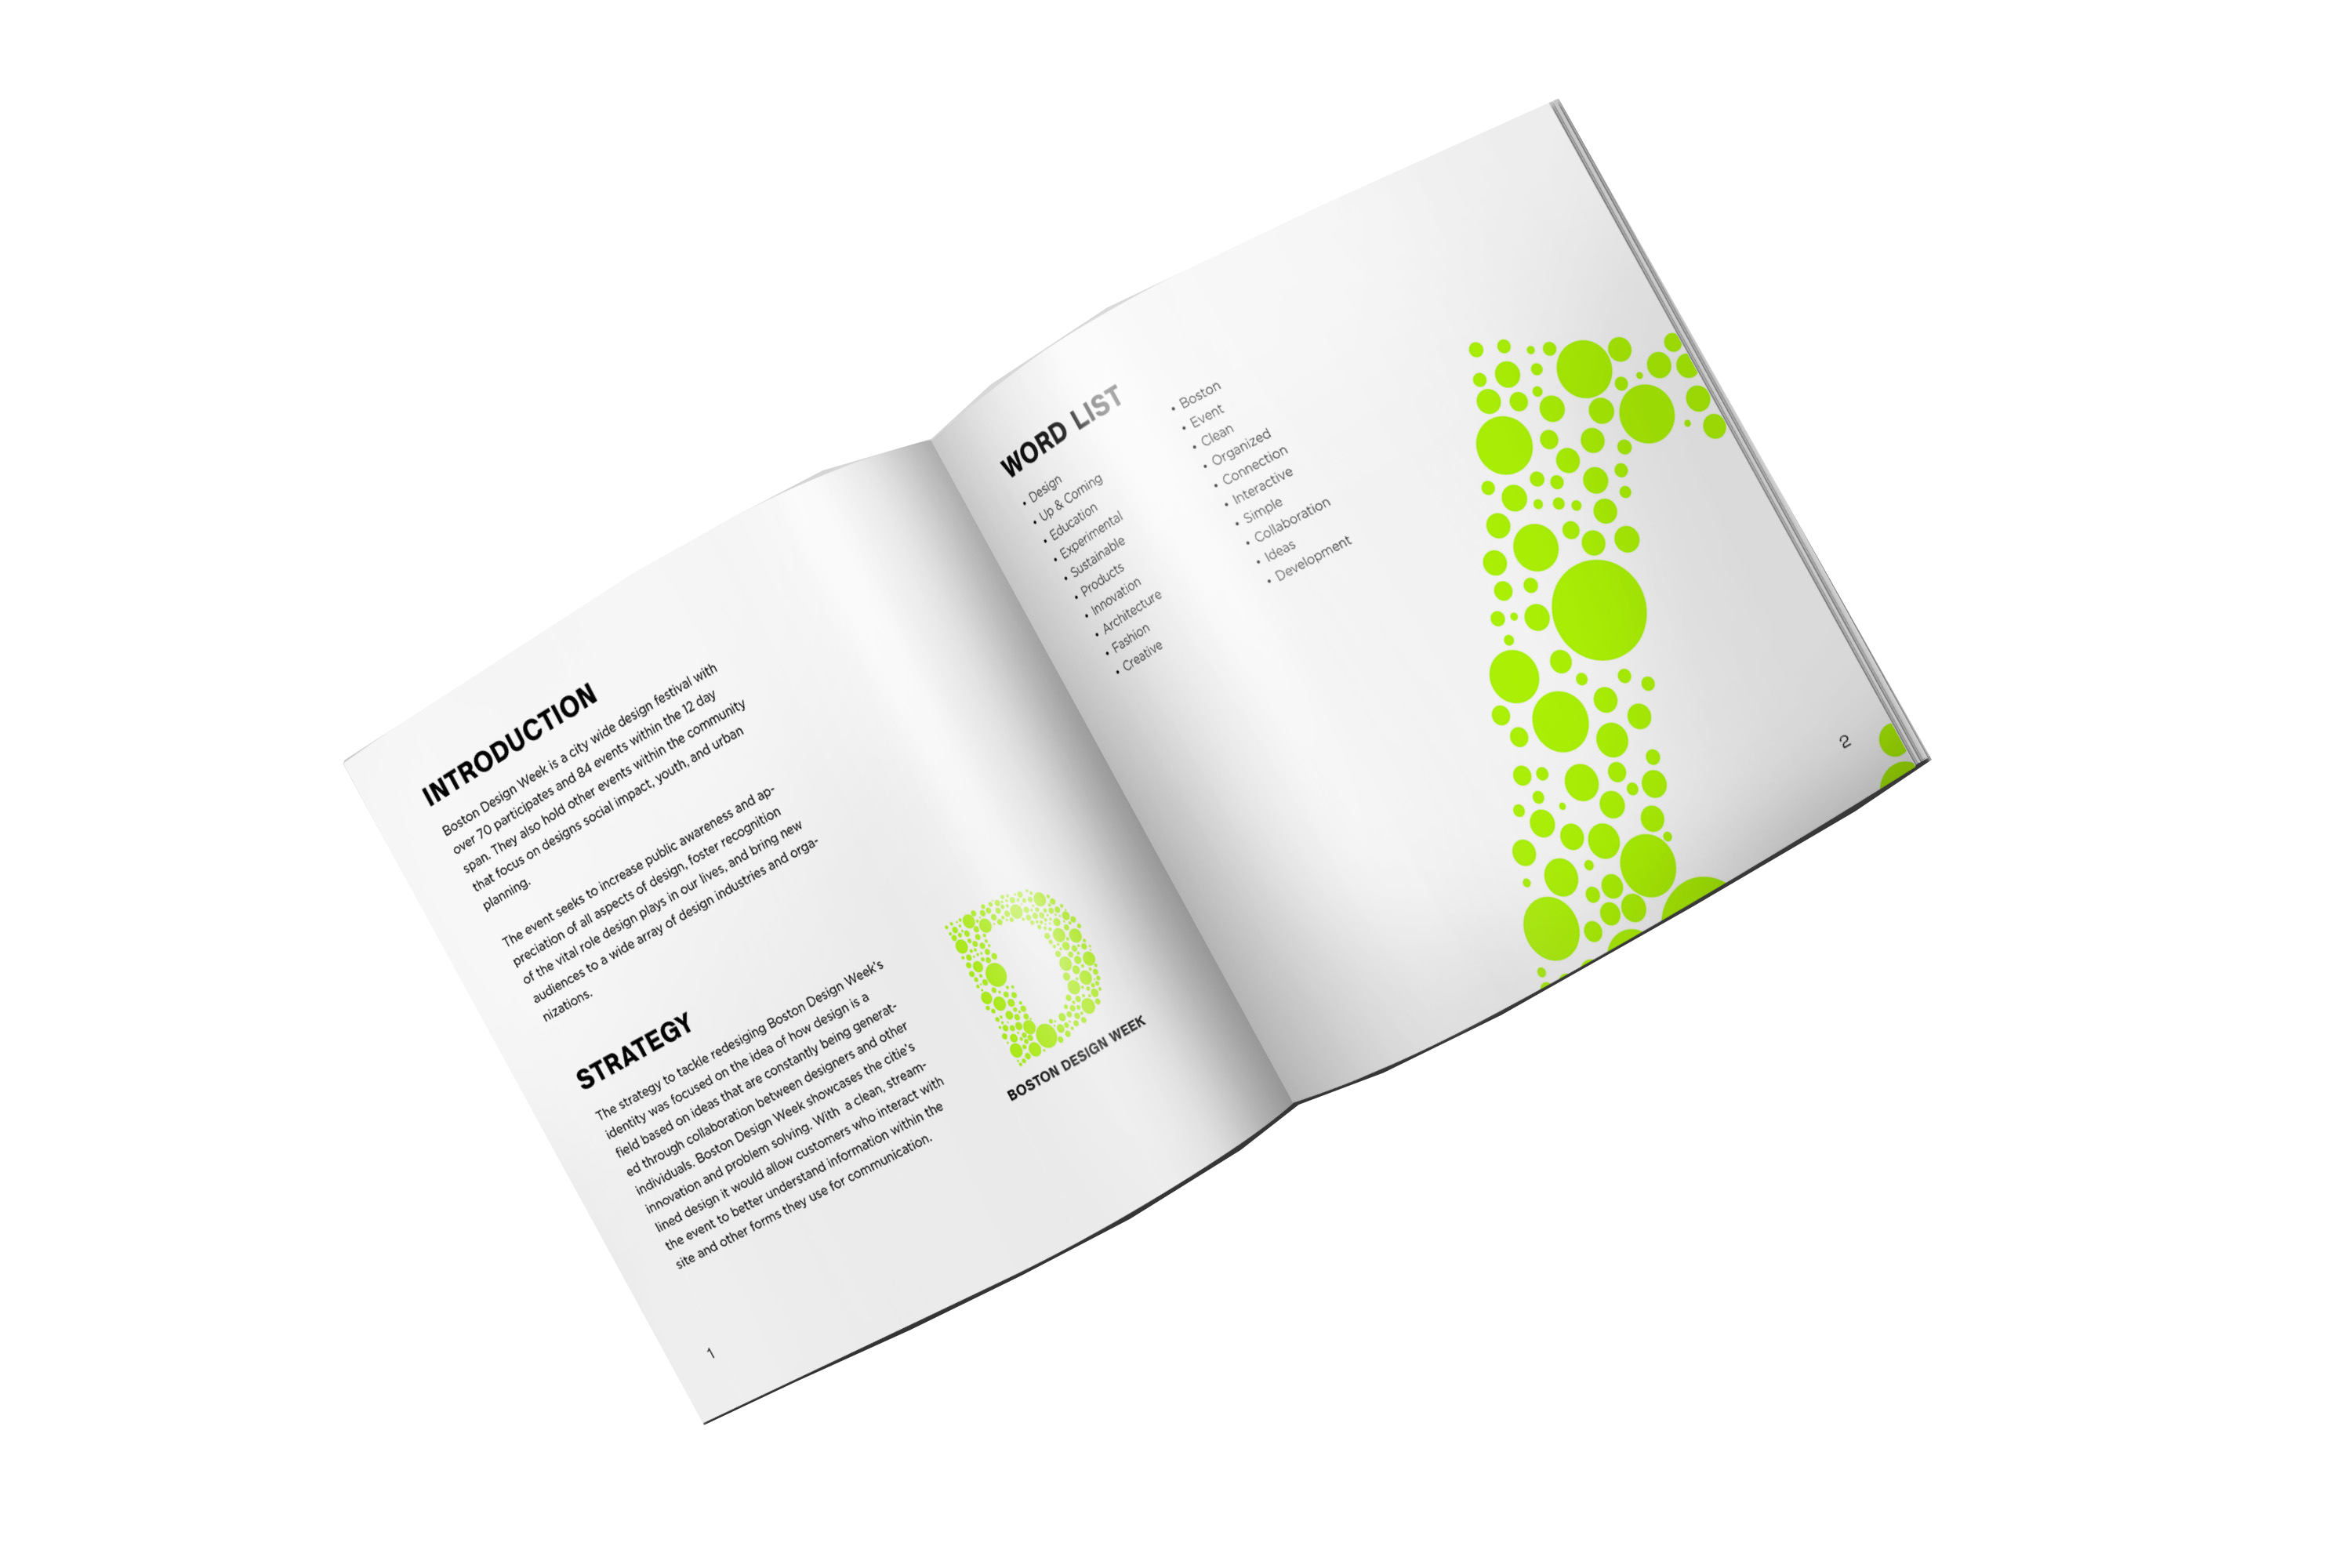 INTRODUCTION
Boston Design Week is a city wide design festival with
over 70 participates and 84 events within the 12 day
span. They also hold other events within the community
that focus on designs social impact, youth, and urban
planning.
The event seeks to increase public awareness and ap-
preciation of all aspects of design, foster recognition
of the vital role design plays in our lives, and bring new
audiences to a wide array of design industries and orga-
nizations.
STRATEGY
The strategy to tackle redesiging Boston Design Week's
identity was focused on the idea of how design is a
field based on ideas that are constantly being generat-
ed through collaboration between designers and other
individuals. Boston Design Week showcases the citie's
innovation and problem solving. With a clean, stream-
lined design it would allow customers who interact with
the event to better understand information within the
site and other forms they use for communication.
D
BOSTON DESIGN WEEK
1
WORD LIST
• Design
• Up & Coming
• Education
• Experimental
• Sustainable
• Products
• Innovation
• Architecture
• Fashion
• Creative
• Boston
• Event
• Clean
• Organized
• Connection
• Interactive
• Simple
• Collaboration
• Ideas
• Development
2